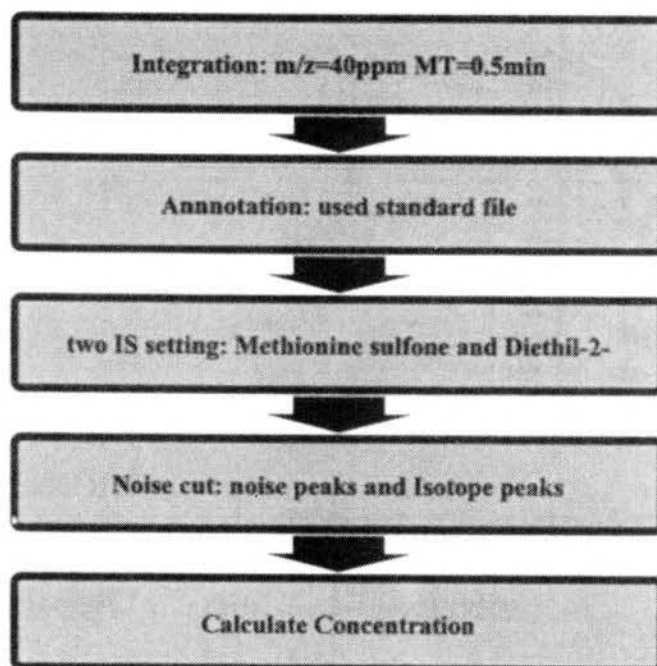 Integration: m/z=40ppm MT=0.5min
Annnotation: used standard file
two IS setting: Methionine sulfone and Diethil-2-
Noise cut: noise peaks and Isotope peaks
Calculate Concentration